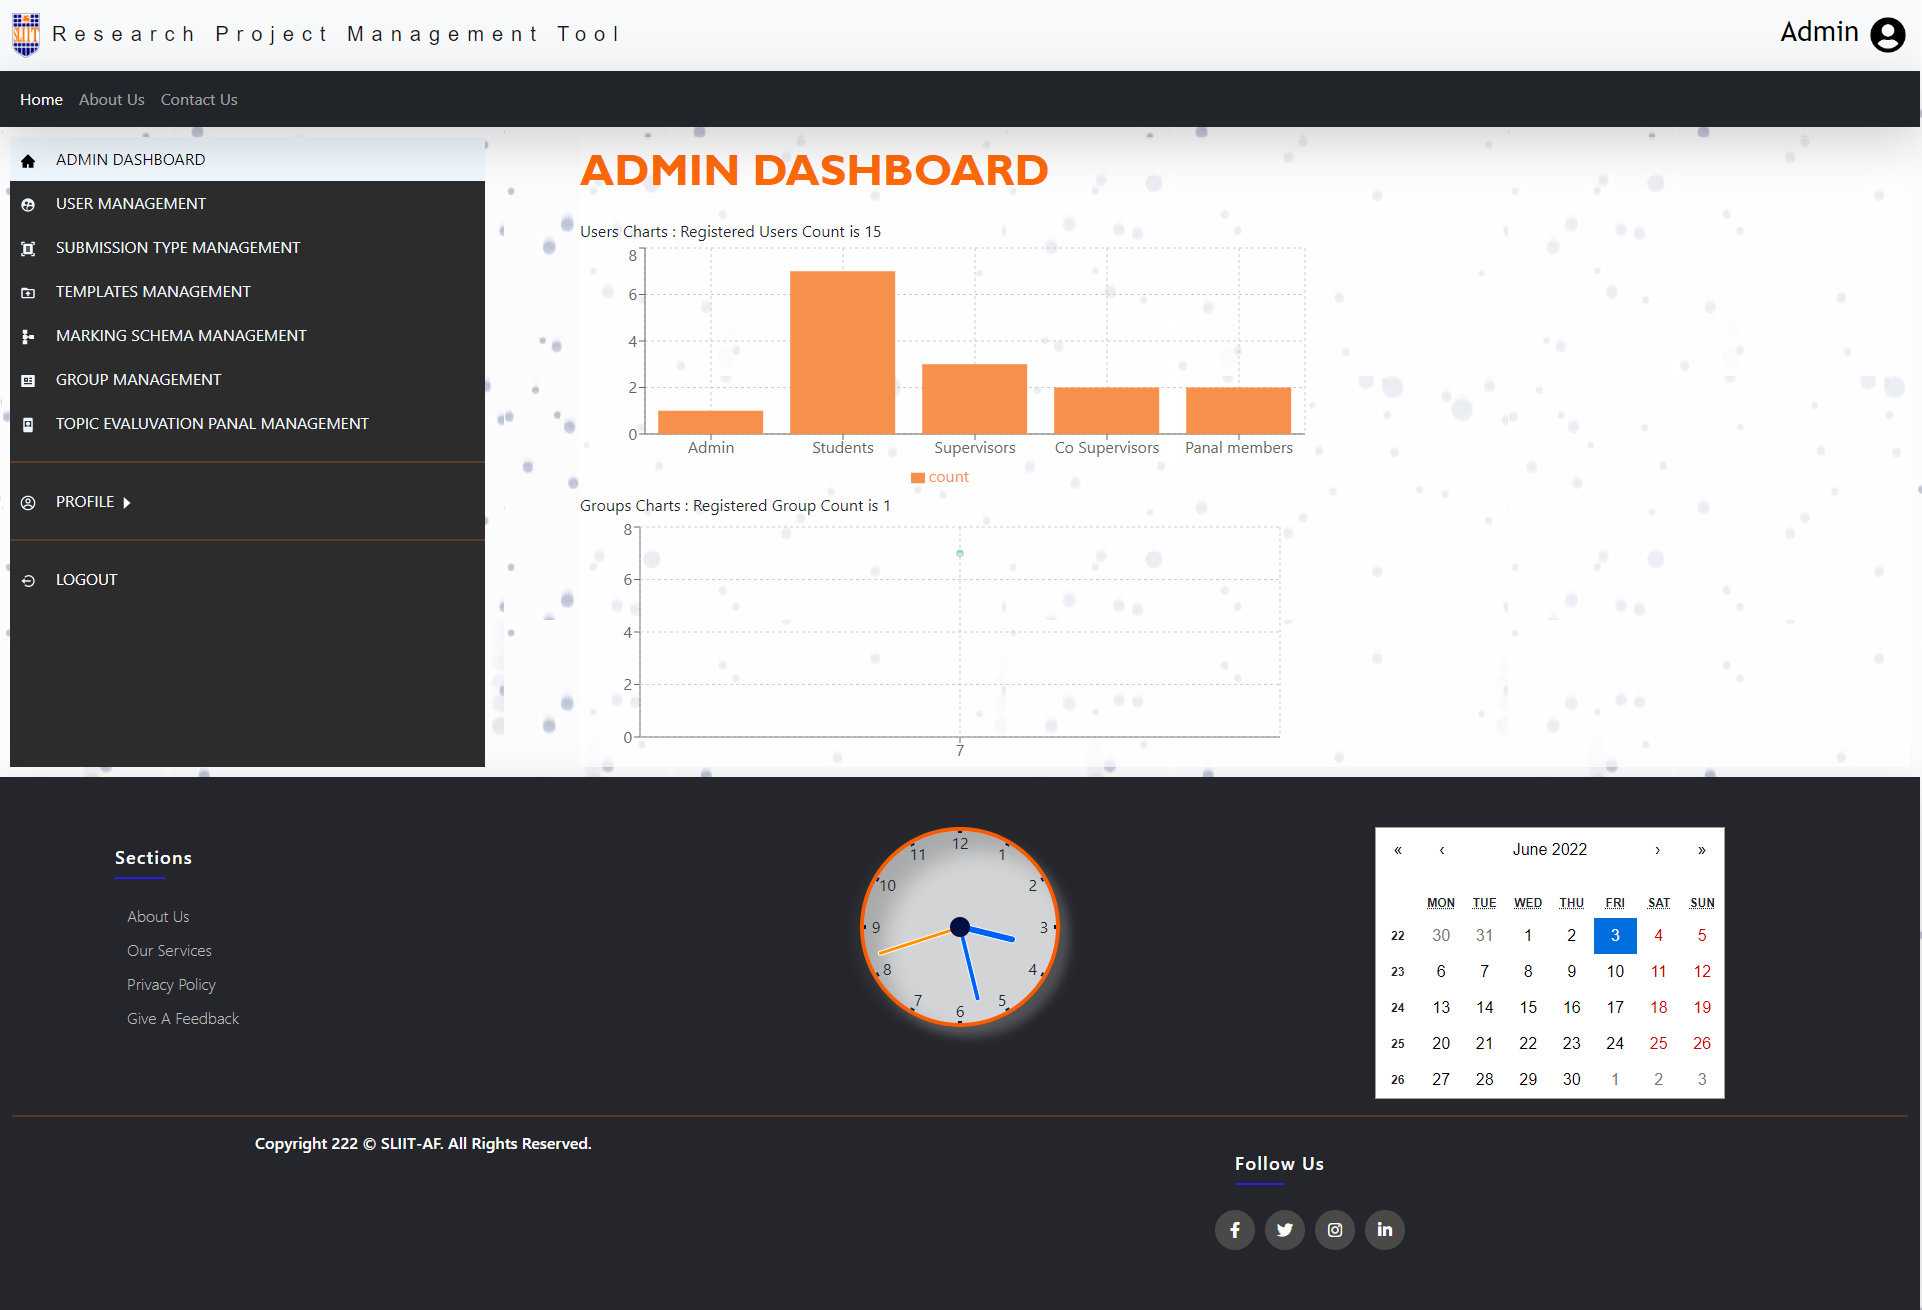 SLIIT
Research Project Management Tool
Admin
Home About Us Contact Us
ADMIN DASHBOARD
USER MANAGEMENT
SUBMISSION TYPE MANAGEMENT
TEMPLATES MANAGEMENT
MARKING SCHEMA MANAGEMENT
GROUP MANAGEMENT
TOPIC EVALUVATION PANAL MANAGEMENT
PROFILE
LOGOUT
ADMIN DASHBOARD
Users Charts : Registered Users Count is 15
8
6
4
2
0
Admin Students Supervisors Co Supervisors Panal members
count
Groups Charts : Registered Group Count is 1
8
6
4
2
0
7
Sections
About Us
Our Services
Privacy Policy
Give A Feedback
12
1
2
3
4
5
6
7
8
9
10
11
« ‹ June 2022 › »
MON TUE WED THU FRI SAT SUN
22 30 31 1 2 3 4 5
23 6 7 8 9 10 11 12
24 13 14 15 16 17 18 19
25 20 21 22 23 24 25 26
26 27 28 29 30 1 2 3
Copyright 222 © SLIIT-AF. All Rights Reserved.
Follow Us